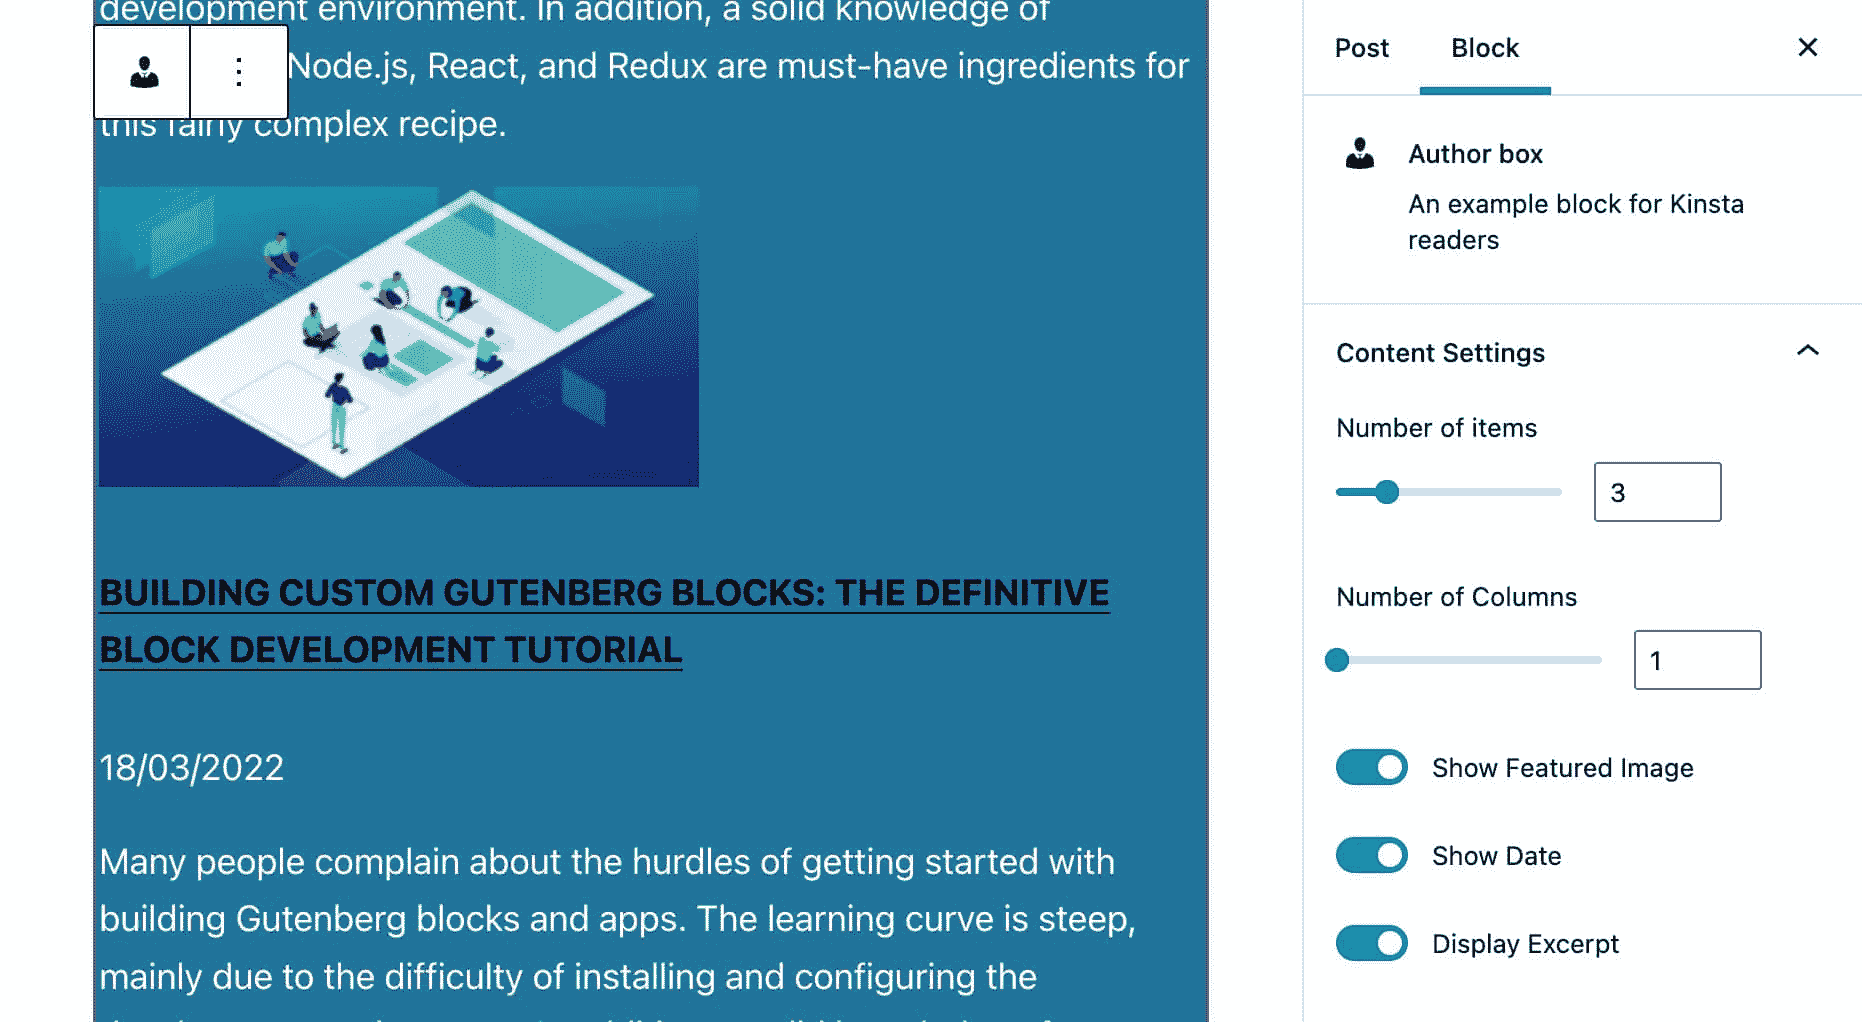 development environment. In addition, a solid knowledge of
Node.js, React, and Redux are must-have ingredients for
this fairly complex recipe.
BUILDING CUSTOM GUTENBERG BLOCKS: THE DEFINITIVE
BLOCK DEVELOPMENT TUTORIAL
18/03/2022
Many people complain about the hurdles of getting started with
building Gutenberg blocks and apps. The learning curve is steep,
mainly due to the difficulty of installing and configuring the
Post
Block
Author box
An example block for Kinsta
readers
Content Settings
Number of items
3
Number of Columns
1
Show Featured Image
Show Date
Display Excerpt